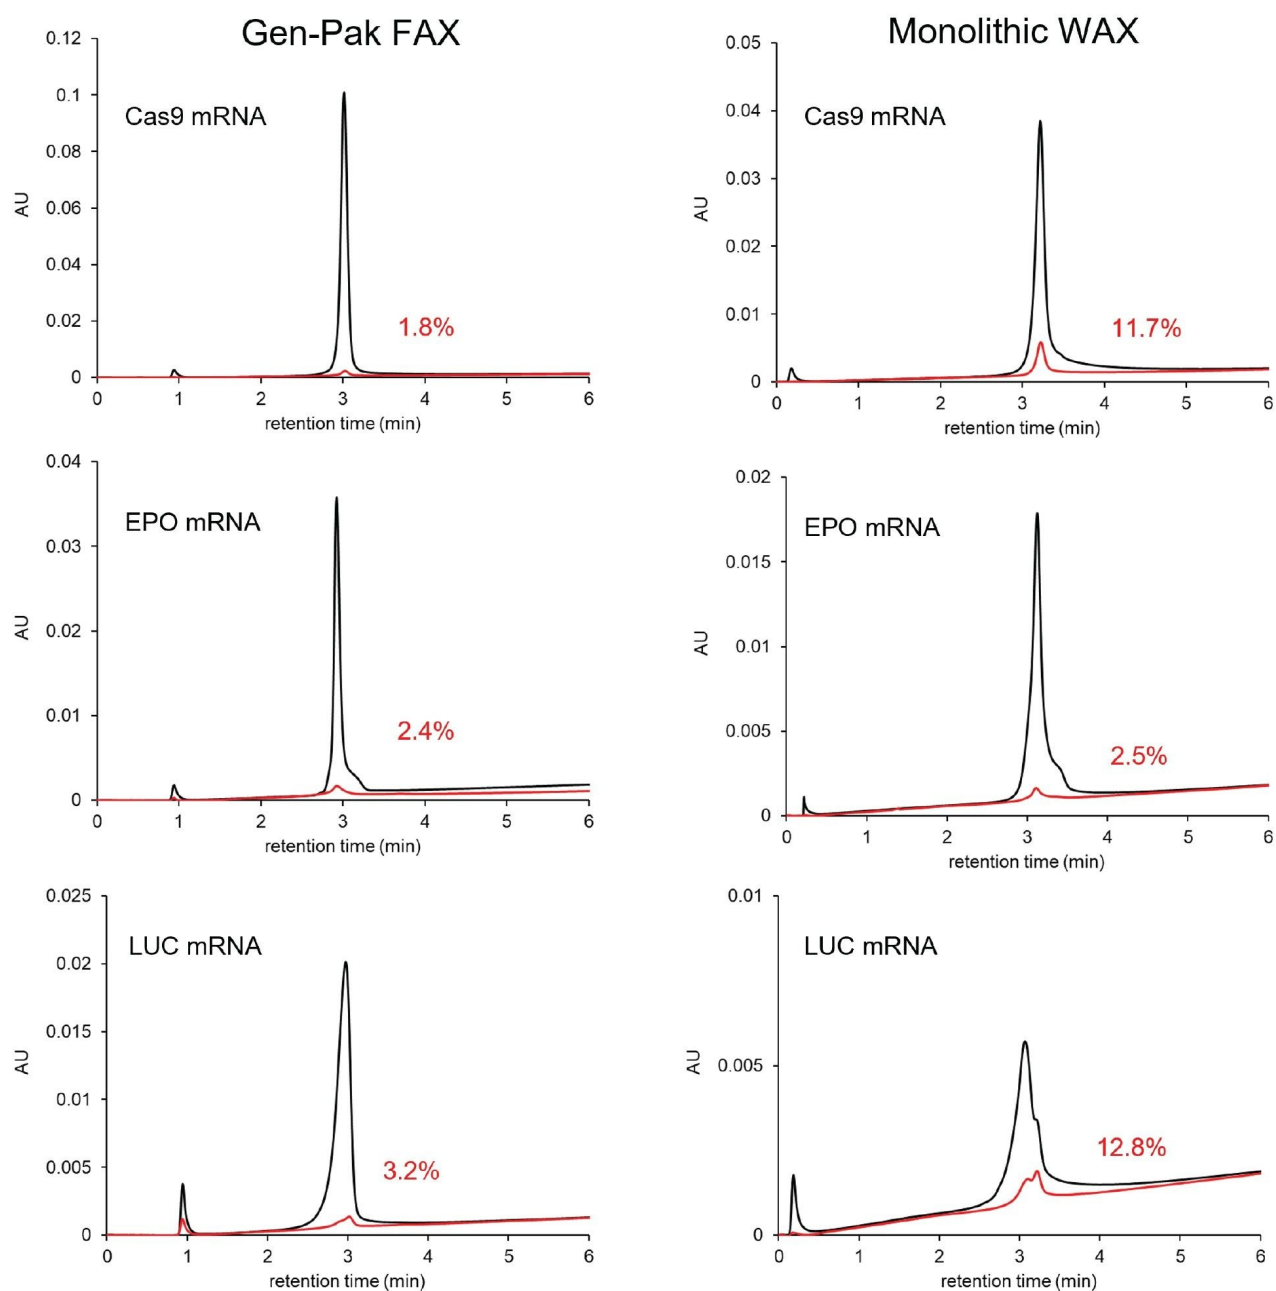 Gen-Pak FAX
Monolithic WAX
0.12
0.1
0.08
0.06
0.04
0.02
0
AU
Cas9 mRNA
1.8%
0 1 2 3 4 5 6
retention time (min)
0.05
0.04
0.03
0.02
0.01
0
AU
Cas9 mRNA
11.7%
0 1 2 3 4 5 6
retention time (min)
0.04
0.03
0.02
0.01
0
AU
EPO mRNA
2.4%
0 1 2 3 4 5 6
retention time (min)
0.02
0.015
0.01
0.005
0
AU
EPO mRNA
2.5%
0 1 2 3 4 5 6
retention time (min)
0.025
0.02
0.015
0.01
0.005
0
AU
LUC mRNA
3.2%
0 1 2 3 4 5 6
retention time (min)
0.01
0.005
0
AU
LUC mRNA
12.8%
0 1 2 3 4 5 6
retention time (min)